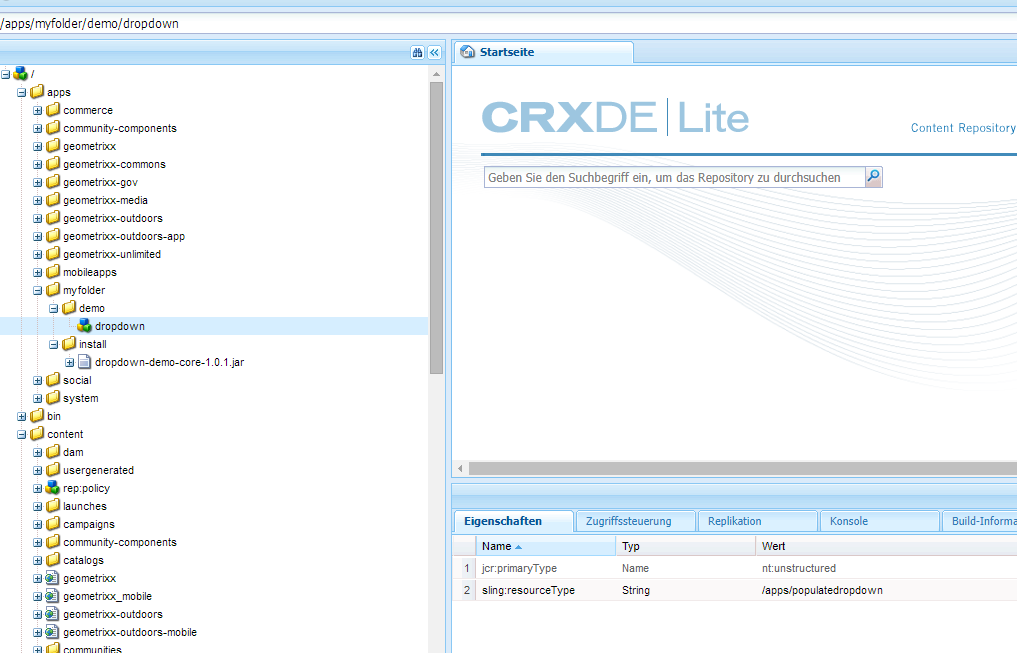 /apps/myfolder/demo/dropdown
/
apps
commerce
community-components
geometrixx
geometrixx-commons
geometrixx-gov
geometrixx-media
geometrixx-outdoors
geometrixx-outdoors-app
geometrixx-unlimited
mobileapps
myfolder
demo
dropdown
install
dropdown-demo-core-1.0.1.jar
social
system
bin
content
dam
usergenerated
rep:policy
launches
campaigns
community-components
catalogs
geometrixx
geometrixx_mobile
geometrixx-outdoors
geometrixx-outdoors-mobile
communities
Startseite
CRXDE Lite
Content Repository
Geben Sie den Suchbegriff ein, um das Repository zu durchsuchen
Eigenschaften Zugriffssteuerung Replikation Konsole Build-Informa
Name Typ Wert
1 jcr:primaryType Name nt:unstructured
2 sling:resourceType String /apps/populatedropdown